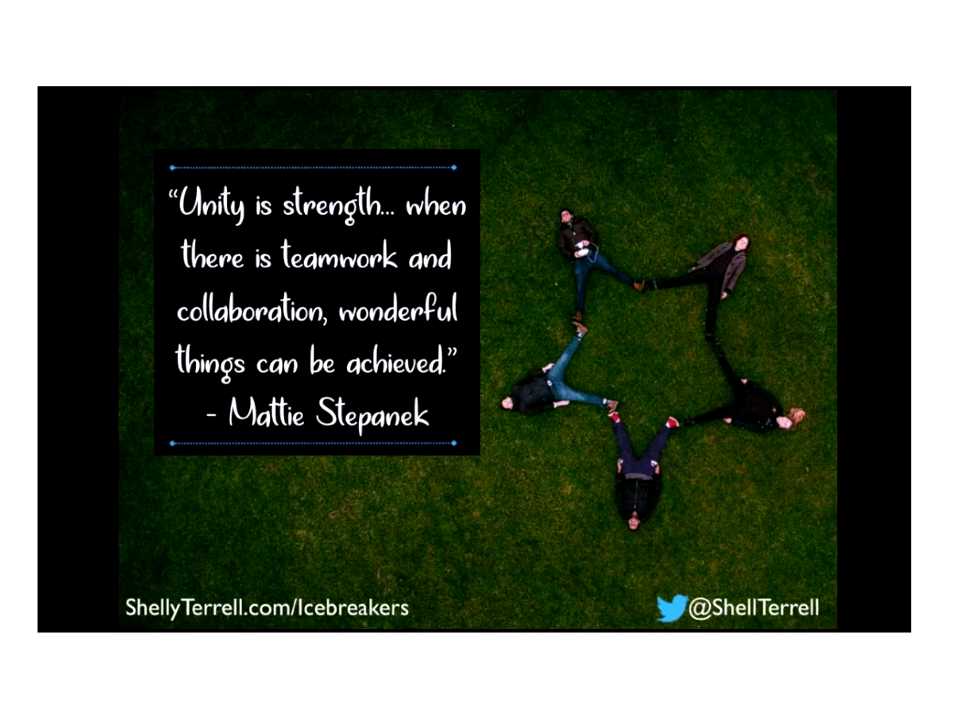 “Unity is strength... when
there is teamwork and
collaboration, wonderful
things can be achieved.”
- Mattie Stepanek
ShellyTerrell.com/Icebreakers
@ShellTerrell